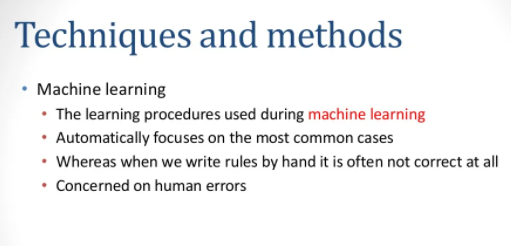 Techniques and methods
• Machine learning
• The learning procedures used during machine learning
• Automatically focuses on the most common cases
• Whereas when we write rules by hand it is often not correct at all
• Concerned on human errors